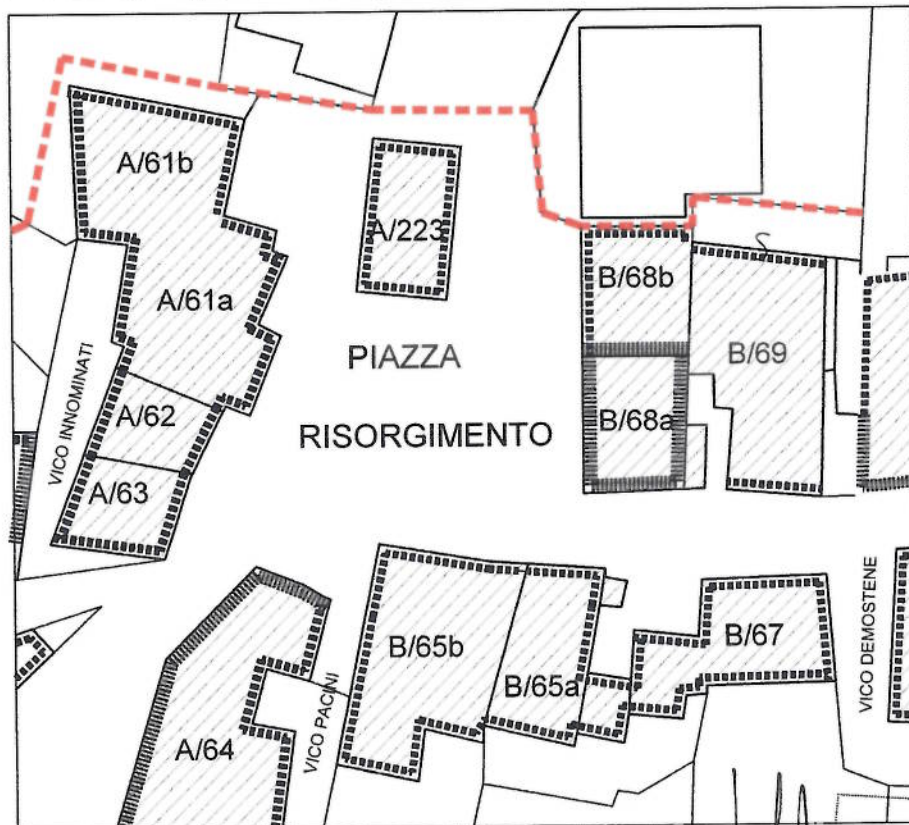 A/61b
A/223
A/61a
B/68b
PIAZZA
B/69
VICO INNOMINATI
A/62
B/68a
RISORGIMENTO
A/63
B/65b
B/67
VICO DEMOSTENE
B/65a
VICO PACINI
A/64